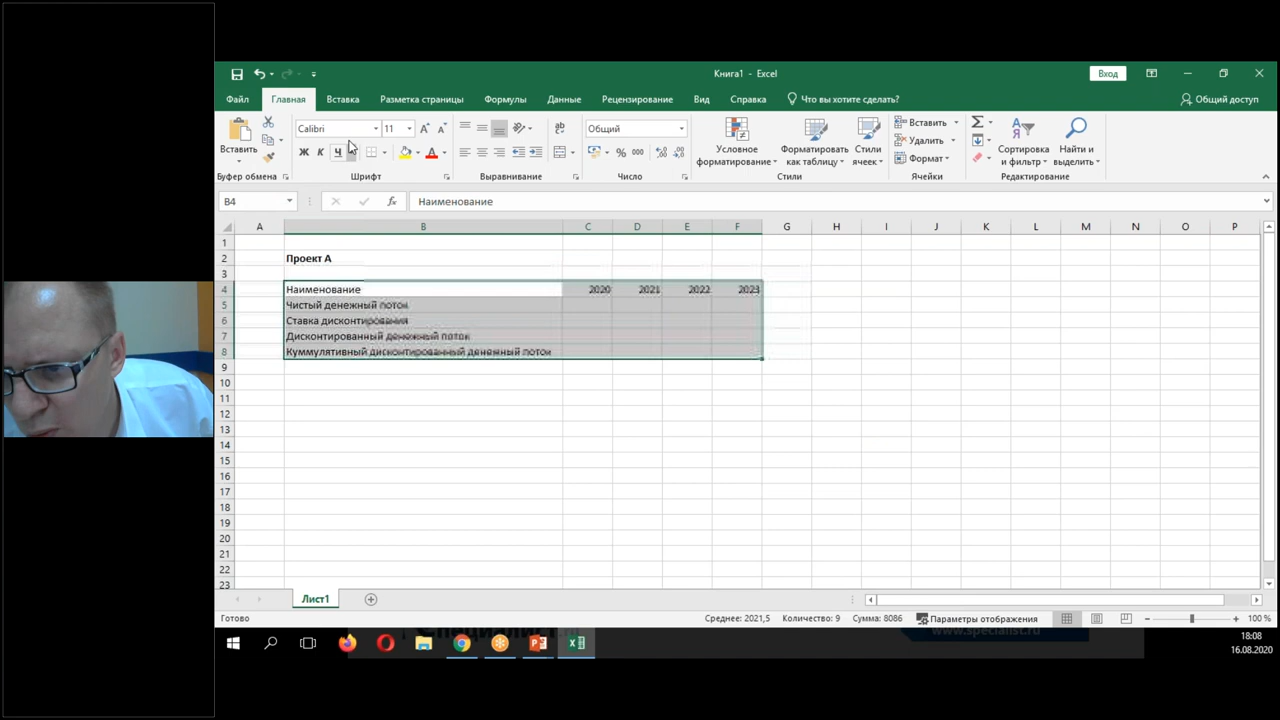 Книга1 - Excel
Вход
Файл Главная Вставка Разметка страницы Формулы Данные Рецензирование Вид Справка Что вы хотите сделать? Общий доступ
Вставить
Буфер обмена
Calibri 11
Ж К Ч
Шрифт
Выравнивание
Общий
% 000
Число
Условное форматирование
Форматировать как таблицу
Стили ячеек
Стили
Вставить
Удалить
Формат
Ячейки
Сортировка и фильтр
Найти и выделить
Редактирование
B4 fx Наименование
A B C D E F G H I J K L M N O P
1
2 Проект А
3
4 Наименование 2020 2021 2022 2023
5 Чистый денежный поток
6 Ставка дисконтирования
7 Дисконтированный денежный поток
8 Куммулятивный дисконтированный денежный поток
9
10
11
12
13
14
15
16
17
18
19
20
21
22
23
Лист1
Готово Среднее: 2021,5 Количество: 9 Сумма: 8086 Параметры отображения 100 %
www.specialist.ru
18:08
16.08.2020